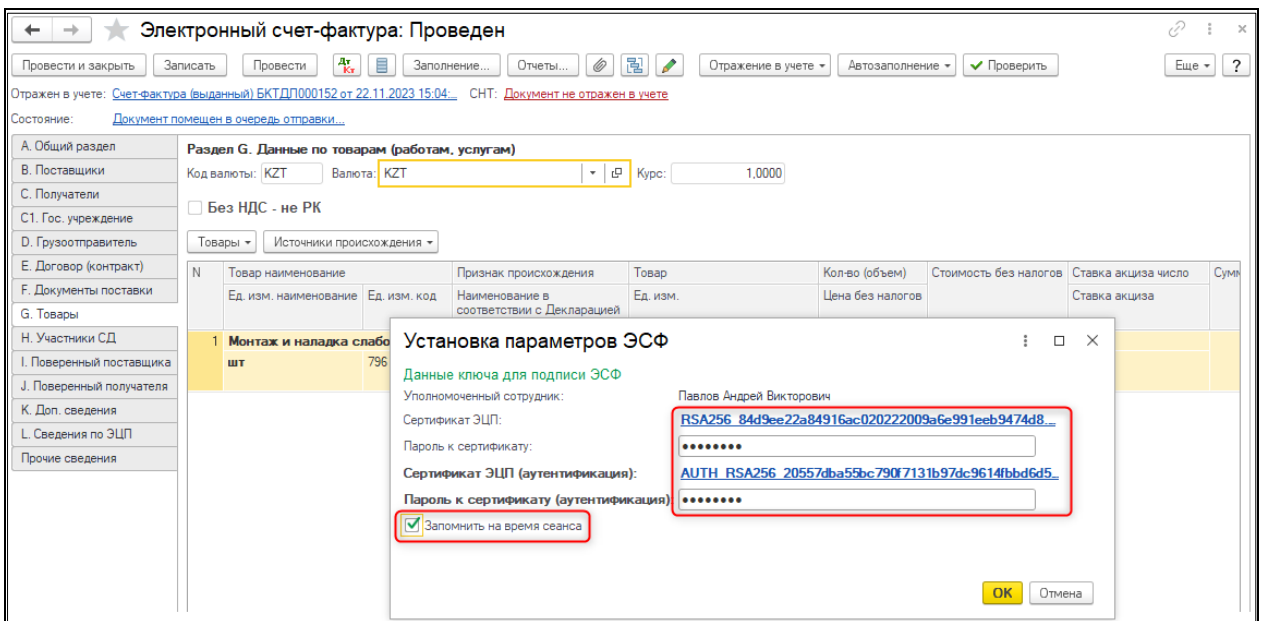 Электронный счет-фактура: Проведен
Провести и закрыть Записать Провести Дт Кт Заполнение... Отчеты... Отражение в учете Автозаполнение Проверить Еще ?
Отражен в учете: Счет-фактура (выданный) БКТДП000152 от 22.11.2023 15:04:... СНТ: Документ не отражен в учете
Состояние: Документ помещен в очередь отправки...
A. Общий раздел
B. Поставщики
C. Получатели
C1. Гос. учреждение
D. Грузоотправитель
E. Договор (контракт)
F. Документы поставки
G. Товары
H. Участники СД
I. Поверенный поставщика
J. Поверенный получателя
K. Доп. сведения
L. Сведения по ЭЦП
Прочие сведения
Раздел G. Данные по товарам (работам, услугам)
Код валюты: KZT Валюта: KZT Курс: 1,0000
Без НДС - не РК
Товары Источники происхождения
N Товар наименование Признак происхождения Товар Кол-во (объем) Стоимость без налогов Ставка акциза число Сумм
Ед. изм. наименование Ед. изм. код Наименование в соответствии с Декларацией Ед. изм. Цена без налогов Ставка акциза
1 Монтаж и наладка слабо
шт 796
Установка параметров ЭСФ
Данные ключа для подписи ЭСФ
Уполномоченный сотрудник: Павлов Андрей Викторович
Сертификат ЭЦП: RSA256_84d9ee22a84916ac020222009a6e991eeb9474d8...
Пароль к сертификату: ••••••••
Сертификат ЭЦП (аутентификация): AUTH_RSA256_20557dba55bc790f7131b97dc9614fbbd6d5...
Пароль к сертификату (аутентификация): ••••••••
Запомнить на время сеанса
OK Отмена